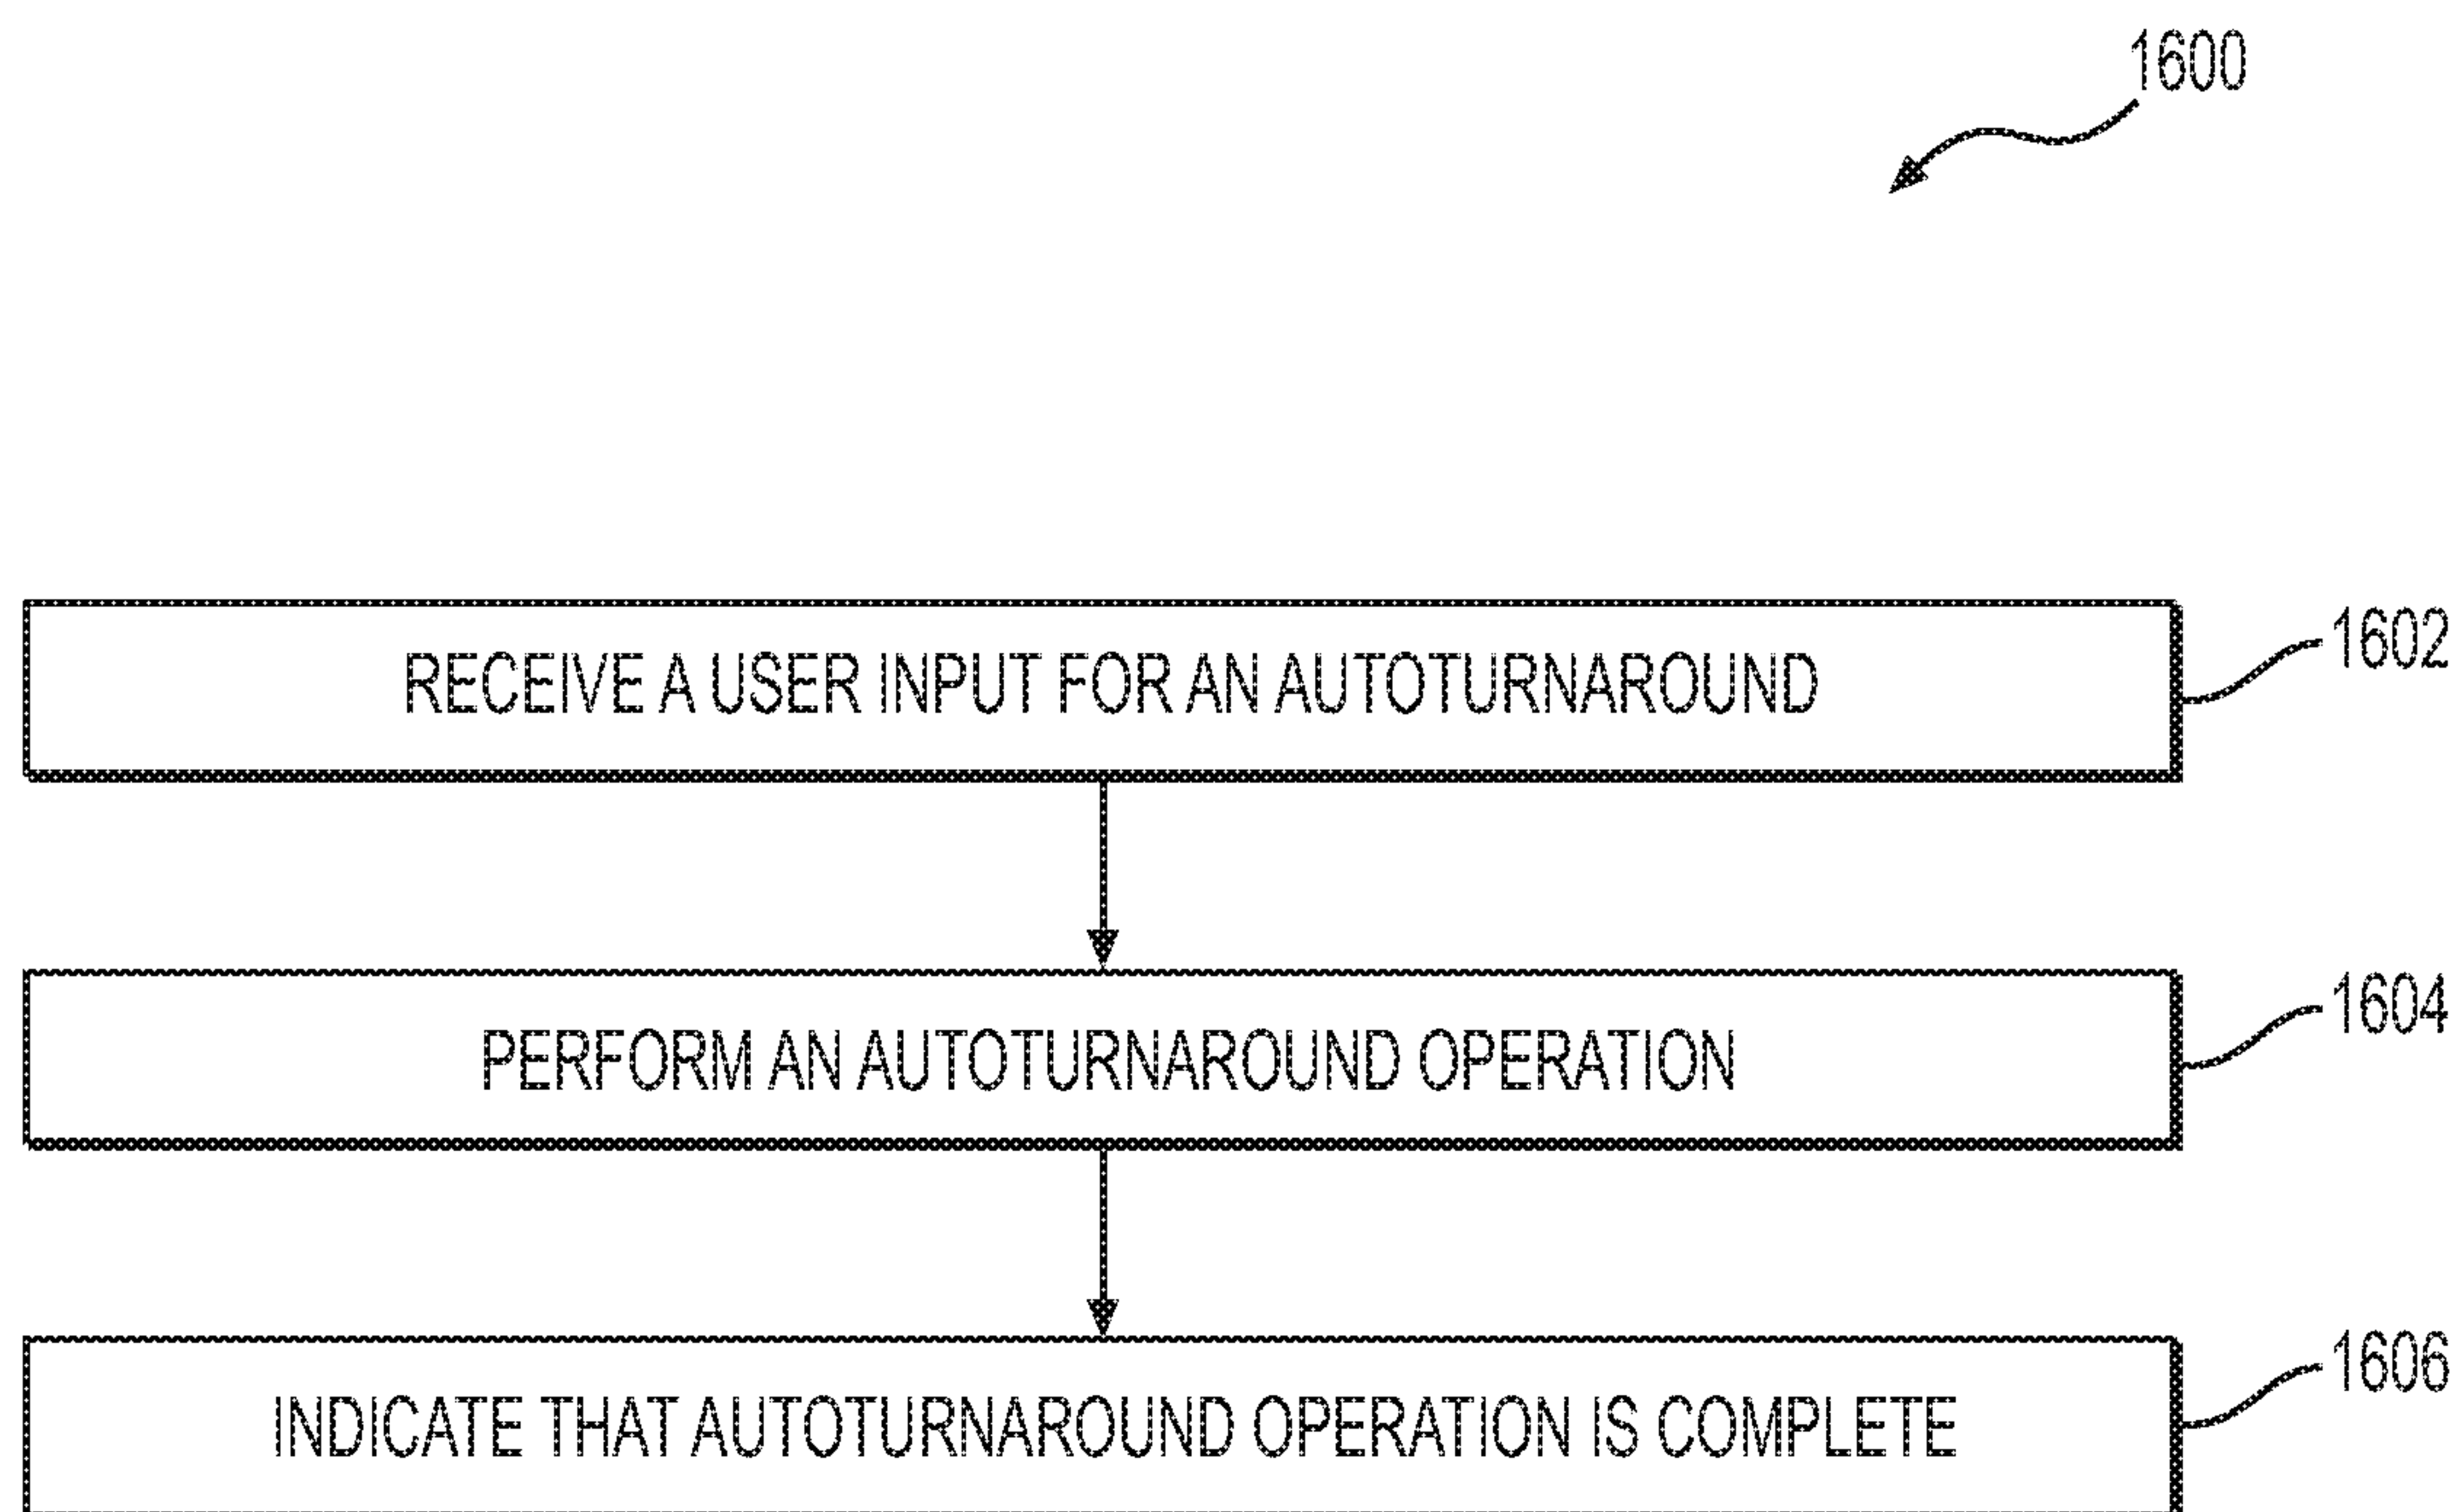 1600
RECEIVE A USER INPUT FOR AN AUTOTURNAROUND
1602
PERFORM AN AUTOTURNAROUND OPERATION
1604
INDICATE THAT AUTOTURNAROUND OPERATION IS COMPLETE
1606